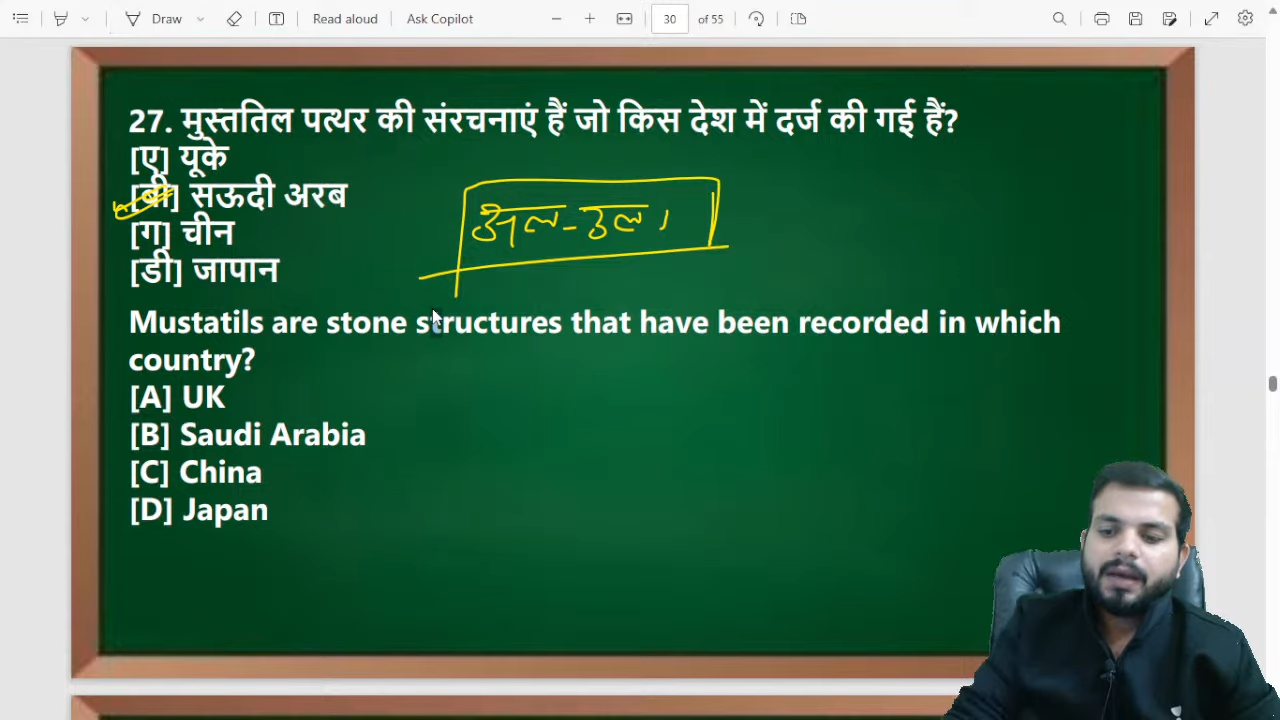 Draw
Read aloud
Ask Copilot
30 of 55
27. मुस्ततिल पत्थर की संरचनाएं हैं जो किस देश में दर्ज की गई हैं?
[ए] यूके
[बी] सऊदी अरब
अल-उला
[ग] चीन
[डी] जापान
Mustatils are stone structures that have been recorded in which
country?
[A] UK
[B] Saudi Arabia
[C] China
[D] Japan